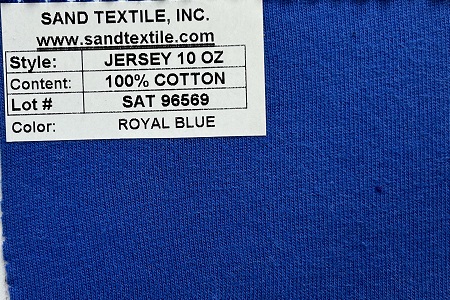 SAND TEXTILE, INC.
www.sandtextile.com
Style: JERSEY 10 OZ
Content: 100% COTTON
Lot # SAT 96569
Color: ROYAL BLUE